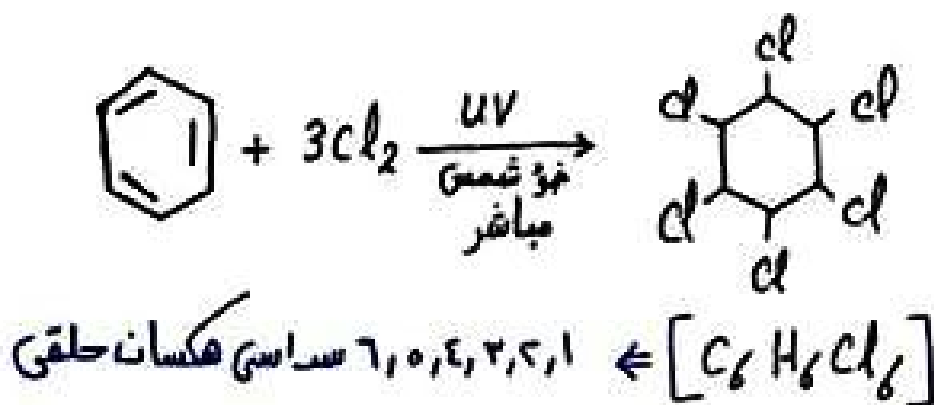 Cl
Cl Cl
+ 3Cl₂ UV
ضوء شمس
مباشر
Cl Cl
Cl
[C₆H₆Cl₆] ⇐ ١,٢,٣,٤,٥,٦ سداسي هكسان حلقي